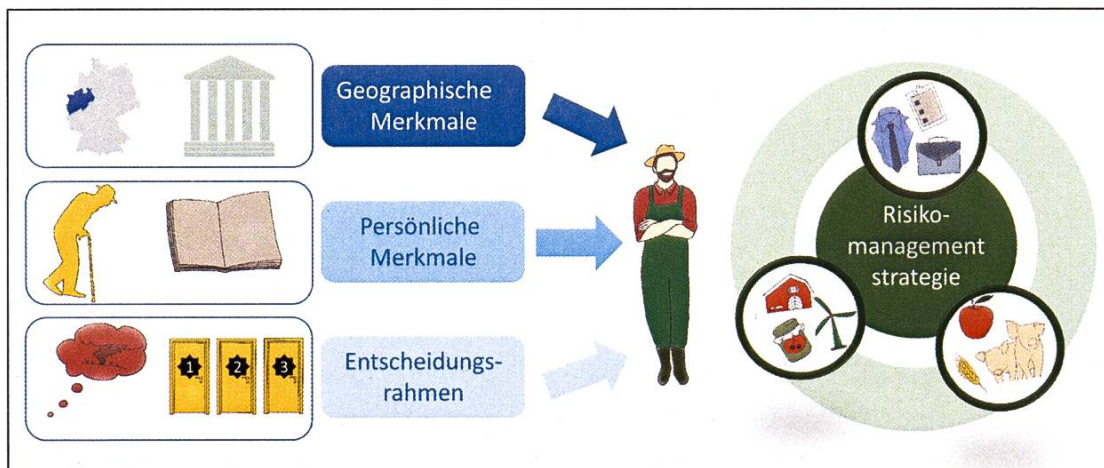 Geographische
Merkmale
Persönliche
Merkmale
1 2 3
Entscheidungs-
rahmen
Risiko-
management
strategie